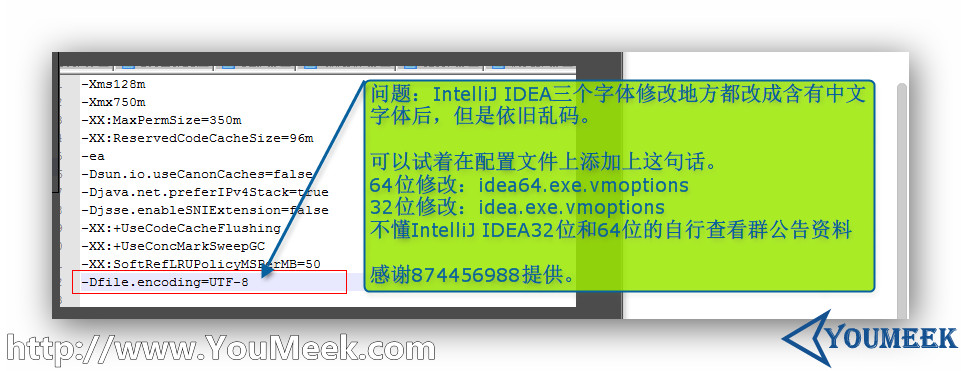 -Xms128m
-Xmx750m
-XX:MaxPermSize=350m
-XX:ReservedCodeCacheSize=96m
-ea
-Dsun.io.useCanonCaches=false
-Djava.net.preferIPv4Stack=true
-Djsse.enableSNIExtension=false
-XX:+UseCodeCacheFlushing
-XX:+UseConcMarkSweepGC
-XX:SoftRefLRUPolicyMSPerMB=50
-Dfile.encoding=UTF-8
问题：IntelliJ IDEA三个字体修改地方都改成含有中文
字体后，但是依旧乱码。
可以试着在配置文件上添加上这句话。
64位修改：idea64.exe.vmoptions
32位修改：idea.exe.vmoptions
不懂IntelliJ IDEA32位和64位的自行查看群公告资料
感谢874456988提供。
http://www.YouMeek.com
YOUMEEK